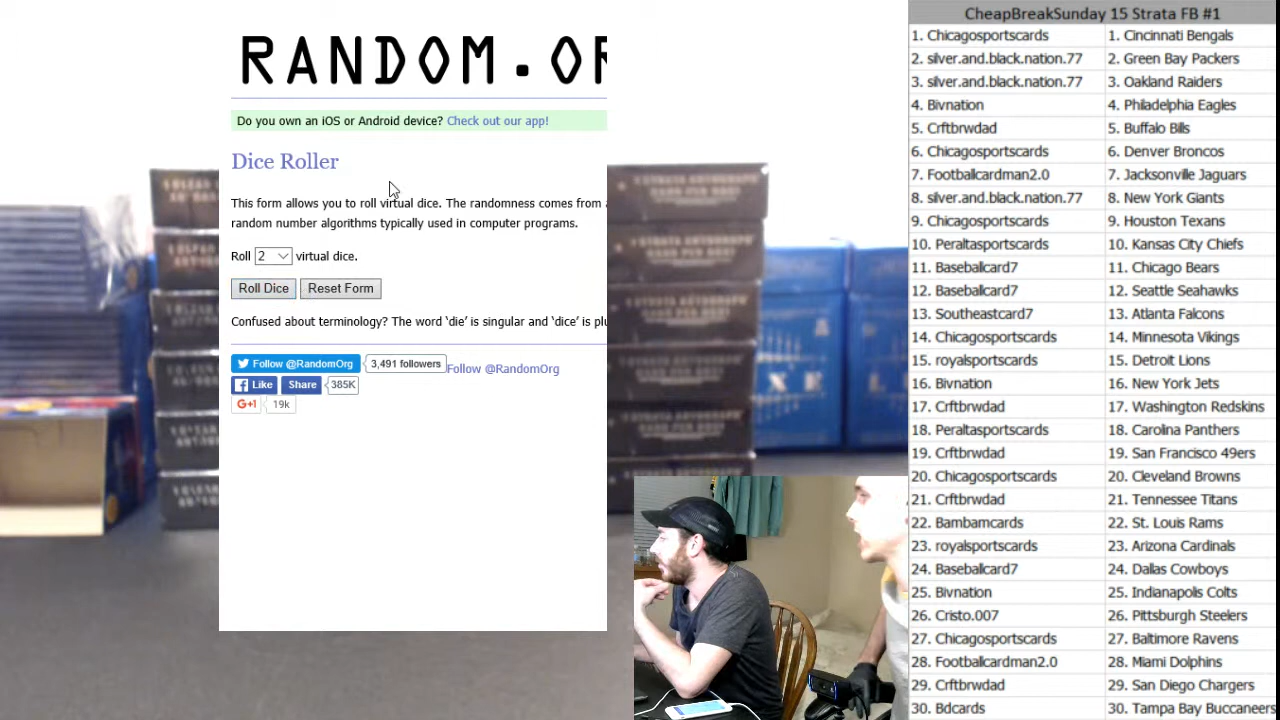 RANDOM.OR
Do you own an iOS or Android device? Check out our app!
Dice Roller
This form allows you to roll virtual dice. The randomness comes from
random number algorithms typically used in computer programs.
Roll 2 virtual dice.
Roll Dice Reset Form
Confused about terminology? The word ‘die’ is singular and ‘dice’ is plu
Follow @RandomOrg 3,491 followers Follow @RandomOrg
Like Share 385K
G+1 19k
CheapBreakSunday 15 Strata FB #1
1. Chicagosportscards 1. Cincinnati Bengals
2. silver.and.black.nation.77 2. Green Bay Packers
3. silver.and.black.nation.77 3. Oakland Raiders
4. Bivnation 4. Philadelphia Eagles
5. Crftbrwdad 5. Buffalo Bills
6. Chicagosportscards 6. Denver Broncos
7. Footballcardman2.0 7. Jacksonville Jaguars
8. silver.and.black.nation.77 8. New York Giants
9. Chicagosportscards 9. Houston Texans
10. Peraltasportscards 10. Kansas City Chiefs
11. Baseballcard7 11. Chicago Bears
12. Baseballcard7 12. Seattle Seahawks
13. Southeastcard7 13. Atlanta Falcons
14. Chicagosportscards 14. Minnesota Vikings
15. royalsportscards 15. Detroit Lions
16. Bivnation 16. New York Jets
17. Crftbrwdad 17. Washington Redskins
18. Peraltasportscards 18. Carolina Panthers
19. Crftbrwdad 19. San Francisco 49ers
20. Chicagosportscards 20. Cleveland Browns
21. Crftbrwdad 21. Tennessee Titans
22. Bambamcards 22. St. Louis Rams
23. royalsportscards 23. Arizona Cardinals
24. Baseballcard7 24. Dallas Cowboys
25. Bivnation 25. Indianapolis Colts
26. Cristo.007 26. Pittsburgh Steelers
27. Chicagosportscards 27. Baltimore Ravens
28. Footballcardman2.0 28. Miami Dolphins
29. Crftbrwdad 29. San Diego Chargers
30. Bdcards 30. Tampa Bay Buccaneers